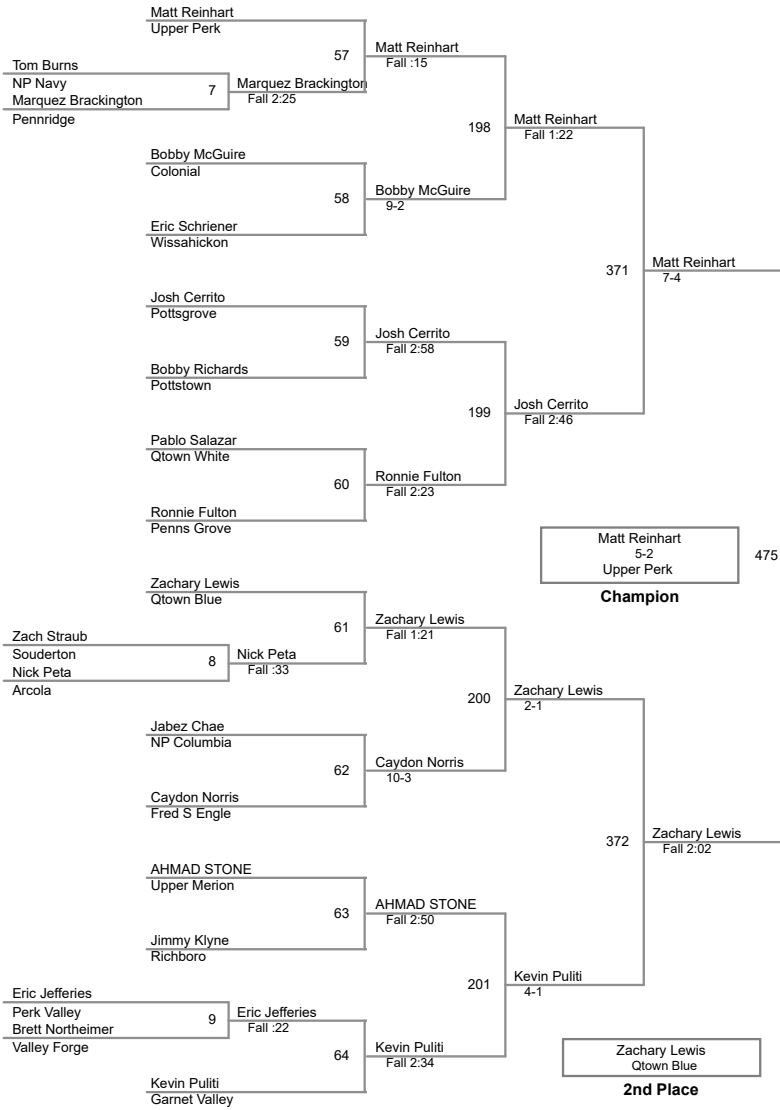 Matt Reinhart
Upper Perk
57
Matt Reinhart
Fall :15
Tom Burns
NP Navy
7
Marquez Brackington
Fall 2:25
Marquez Brackington
Pennridge
198
Matt Reinhart
Fall 1:22
Bobby McGuire
Colonial
58
Bobby McGuire
9-2
Eric Schriener
Wissahickon
371
Matt Reinhart
7-4
Josh Cerrito
Pottsgrove
59
Josh Cerrito
Fall 2:58
Bobby Richards
Pottstown
199
Josh Cerrito
Fall 2:46
Pablo Salazar
Qtown White
60
Ronnie Fulton
Fall 2:23
Ronnie Fulton
Penns Grove
Matt Reinhart
5-2
Upper Perk
475
Champion
Zachary Lewis
Qtown Blue
61
Zachary Lewis
Fall 1:21
Zach Straub
Souderton
8
Nick Peta
Fall :33
Nick Peta
Arcola
200
Zachary Lewis
2-1
Jabez Chae
NP Columbia
62
Caydon Norris
10-3
Caydon Norris
Fred S Engle
372
Zachary Lewis
Fall 2:02
AHMAD STONE
Upper Merion
63
AHMAD STONE
Fall 2:50
Jimmy Klyne
Richboro
201
Kevin Puliti
4-1
Eric Jefferies
Perk Valley
9
Eric Jefferies
Fall :22
Brett Northeimer
Valley Forge
64
Kevin Puliti
Fall 2:34
Kevin Puliti
Garnet Valley
Zachary Lewis
Qtown Blue
2nd Place